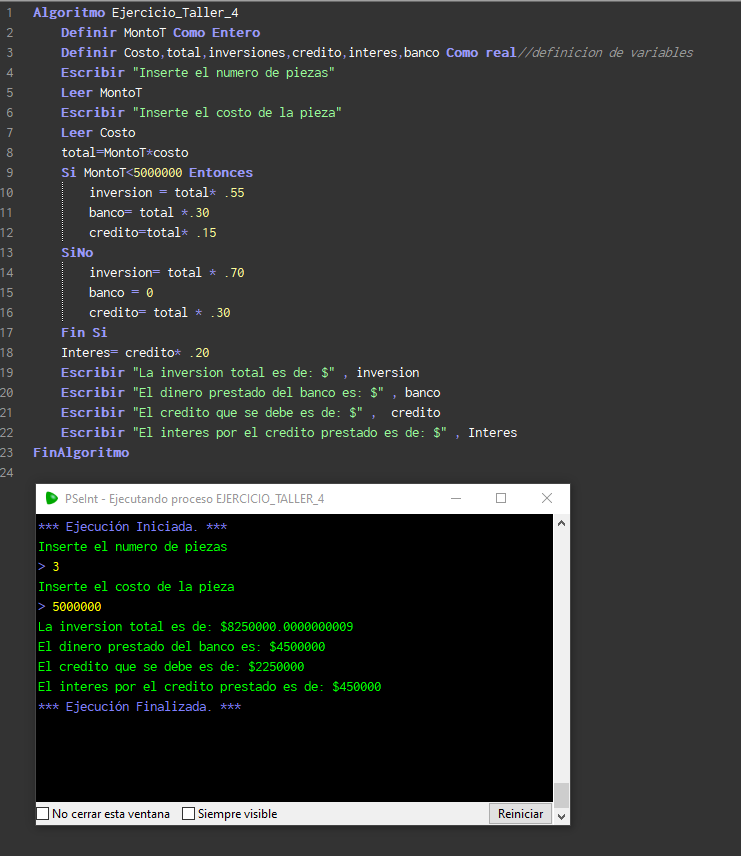 1 Algoritmo Ejercicio_Taller_4
2 Definir MontoT Como Entero
3 Definir Costo,total,inversiones,credito,interes,banco Como real//definicion de variables
4 Escribir "Inserte el numero de piezas"
5 Leer MontoT
6 Escribir "Inserte el costo de la pieza"
7 Leer Costo
8 total=MontoT*costo
9 Si MontoT<5000000 Entonces
10 inversion = total* .55
11 banco= total *.30
12 credito=total* .15
13 SiNo
14 inversion= total * .70
15 banco = 0
16 credito= total * .30
17 Fin Si
18 Interes= credito* .20
19 Escribir "La inversion total es de: $" , inversion
20 Escribir "El dinero prestado del banco es: $" , banco
21 Escribir "El credito que se debe es de: $" , credito
22 Escribir "El interes por el credito prestado es de: $" , Interes
23 FinAlgoritmo
24
PSeInt - Ejecutando proceso EJERCICIO_TALLER_4
*** Ejecución Iniciada. ***
Inserte el numero de piezas
> 3
Inserte el costo de la pieza
> 5000000
La inversion total es de: $8250000.0000000009
El dinero prestado del banco es: $4500000
El credito que se debe es de: $2250000
El interes por el credito prestado es de: $450000
*** Ejecución Finalizada. ***
No cerrar esta ventana Siempre visible Reiniciar